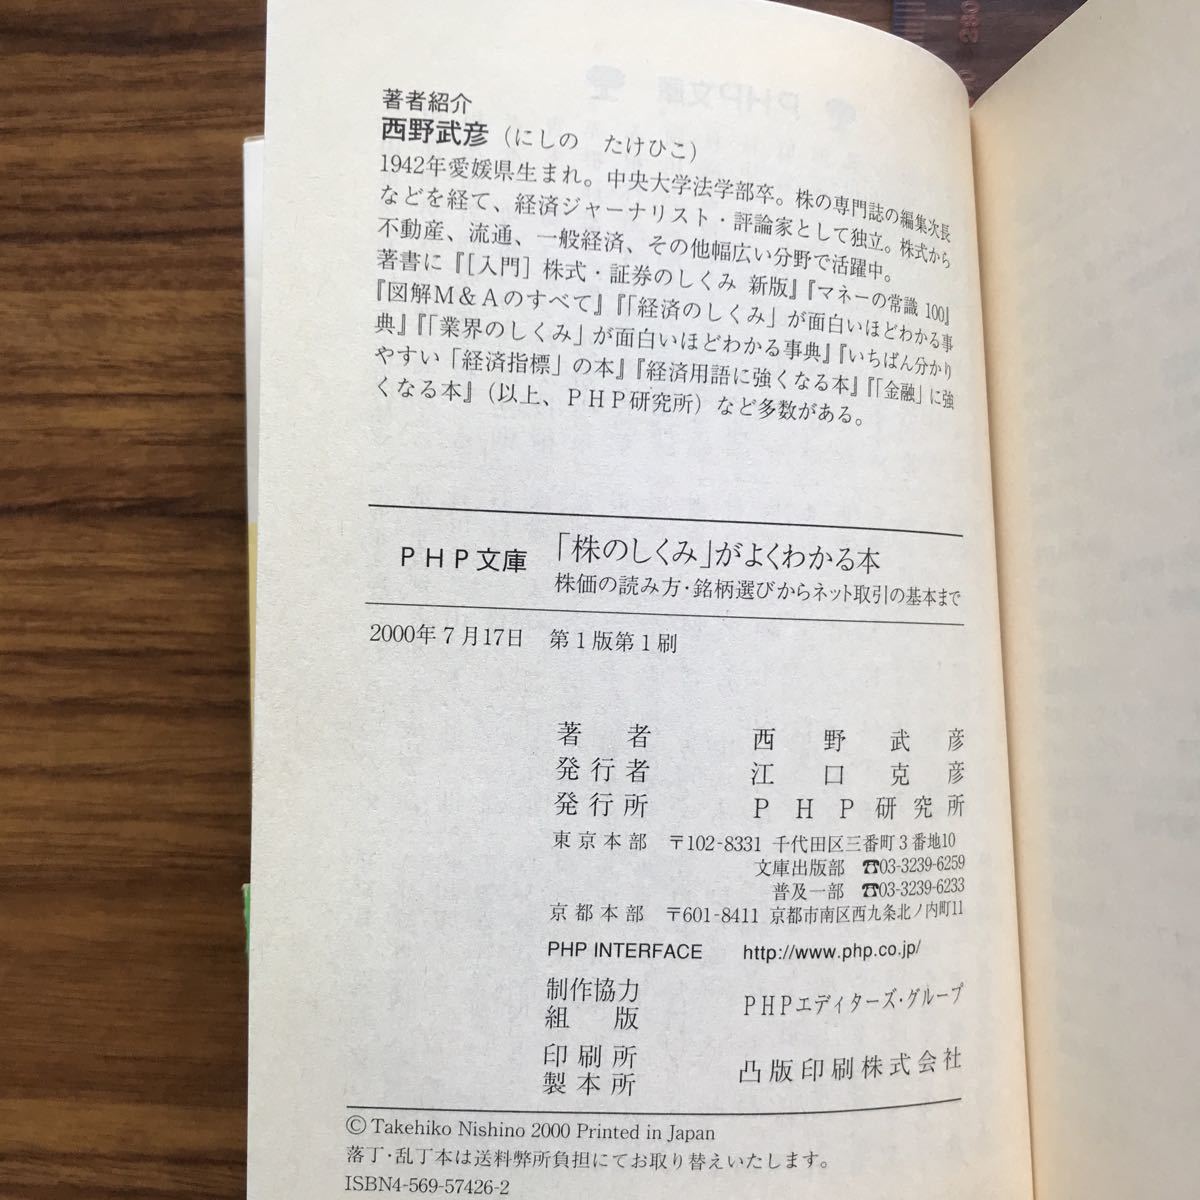 著者紹介
西野武彦（にしの　たけひこ）
1942年愛媛県生まれ。中央大学法学部卒。株の専門誌の編集次長
などを経て、経済ジャーナリスト・評論家として独立。株式から
不動産、流通、一般経済、その他幅広い分野で活躍中。
著書に『[入門] 株式・証券のしくみ 新版』『マネーの常識 100』
『図解M＆Aのすべて』『「経済のしくみ」が面白いほどわかる事
典』『「業界のしくみ」が面白いほどわかる事典』『いちばん分かり
やすい「経済指標」の本』『経済用語に強くなる本』『「金融」に強
くなる本』（以上、ＰＨＰ研究所）など多数がある。
ＰＨＰ文庫　「株のしくみ」がよくわかる本
株価の読み方・銘柄選びからネット取引の基本まで
2000年7月17日　第1版第1刷
著　者　西　野　武　彦
発行者　江　口　克　彦
発行所　ＰＨＰ研究所
東京本部　〒102-8331 千代田区三番町3番地10
文庫出版部　☎03-3239-6259
普及一部　☎03-3239-6233
京都本部　〒601-8411 京都市南区西九条北ノ内町11
PHP INTERFACE　http://www.php.co.jp/
制作協力
組　版　ＰＨＰエディターズ・グループ
印刷所
製本所　凸版印刷株式会社
© Takehiko Nishino 2000 Printed in Japan
落丁・乱丁本は送料弊所負担にてお取り替えいたします。
ISBN4-569-57426-2